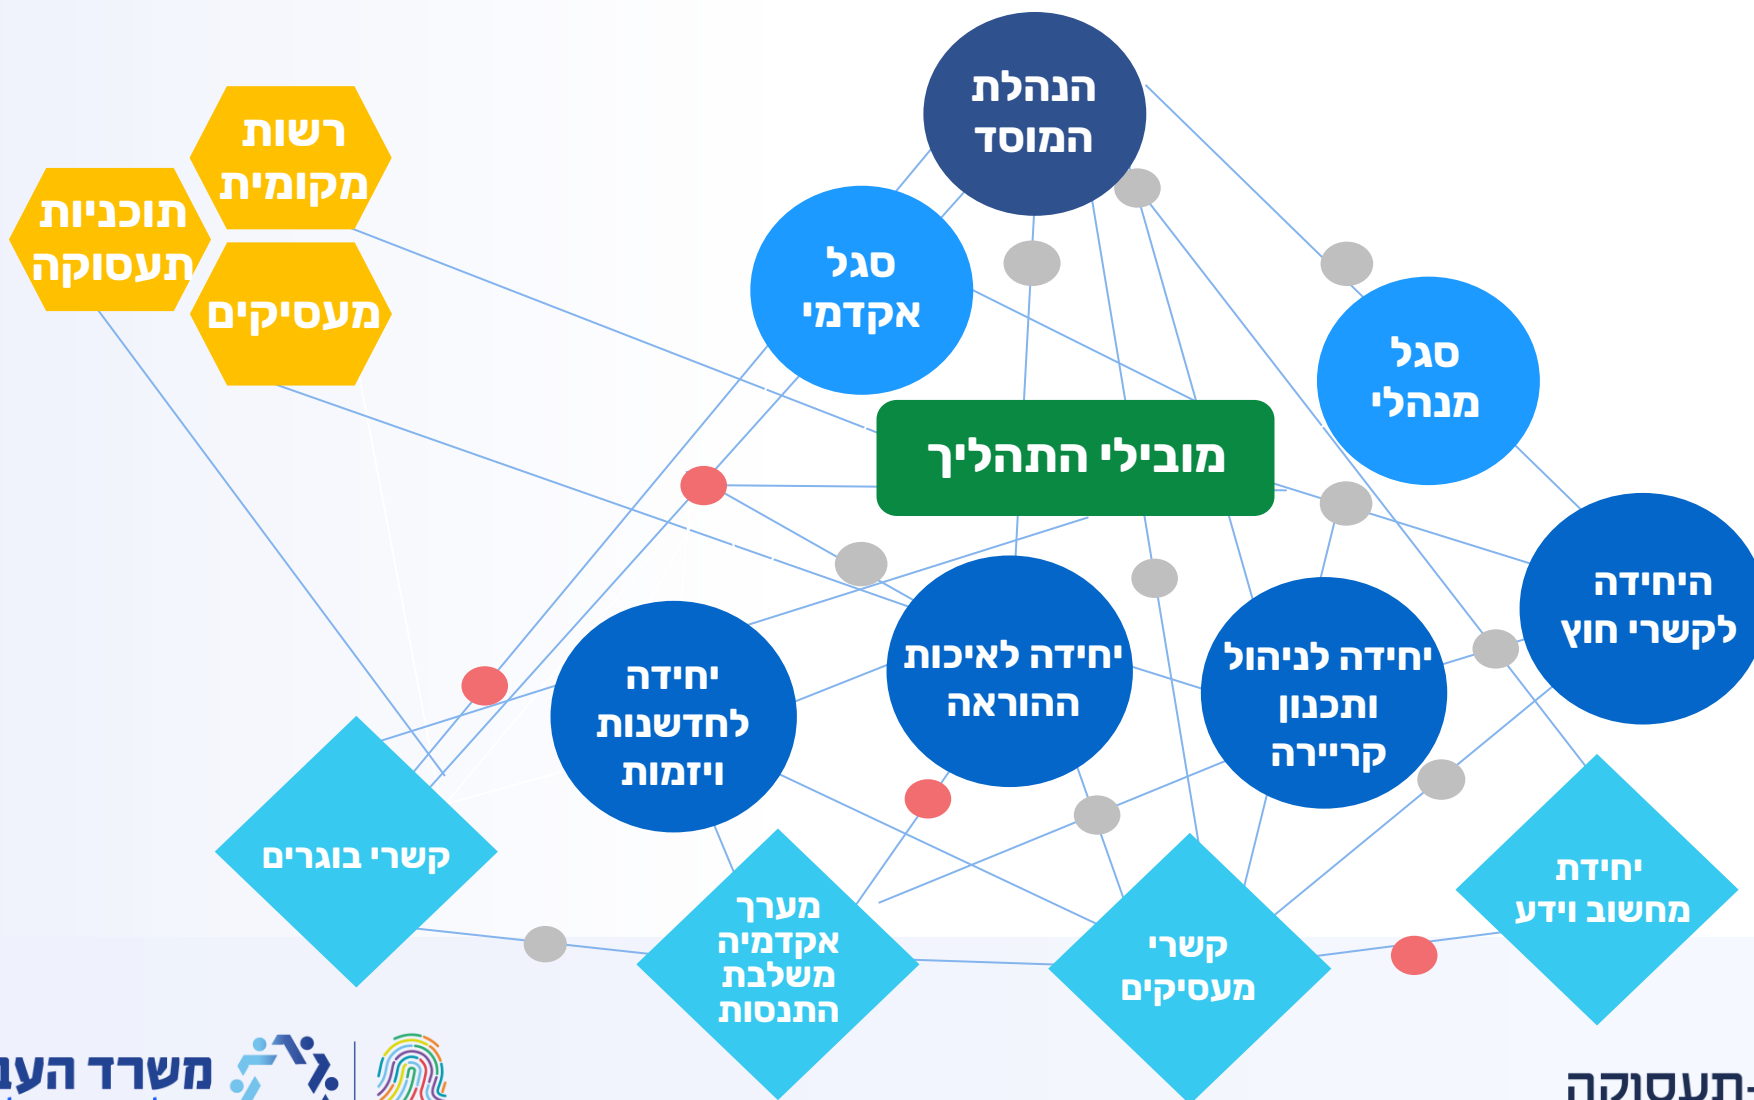 הנהלת
המוסד
רשות
מקומית
תוכניות
תעסוקה
מעסיקים
סגל
אקדמי
סגל
מנהלי
מובילי התהליך
היחידה
לקשרי חוץ
יחידה לניהול
ותכנון
קריירה
יחידה לאיכות
ההוראה
יחידה
לחדשנות
ויזמות
קשרי בוגרים
מערך
אקדמיה
משלבת
התנסות
קשרי
מעסיקים
יחידת
מחשוב וידע
-תעסוקה
משרד